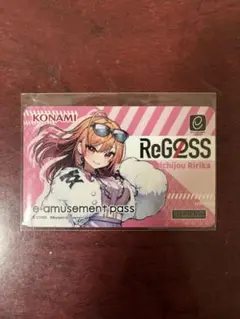 KONAMI
ReGLOSS
Ichijou Ririka
e-amusement pass